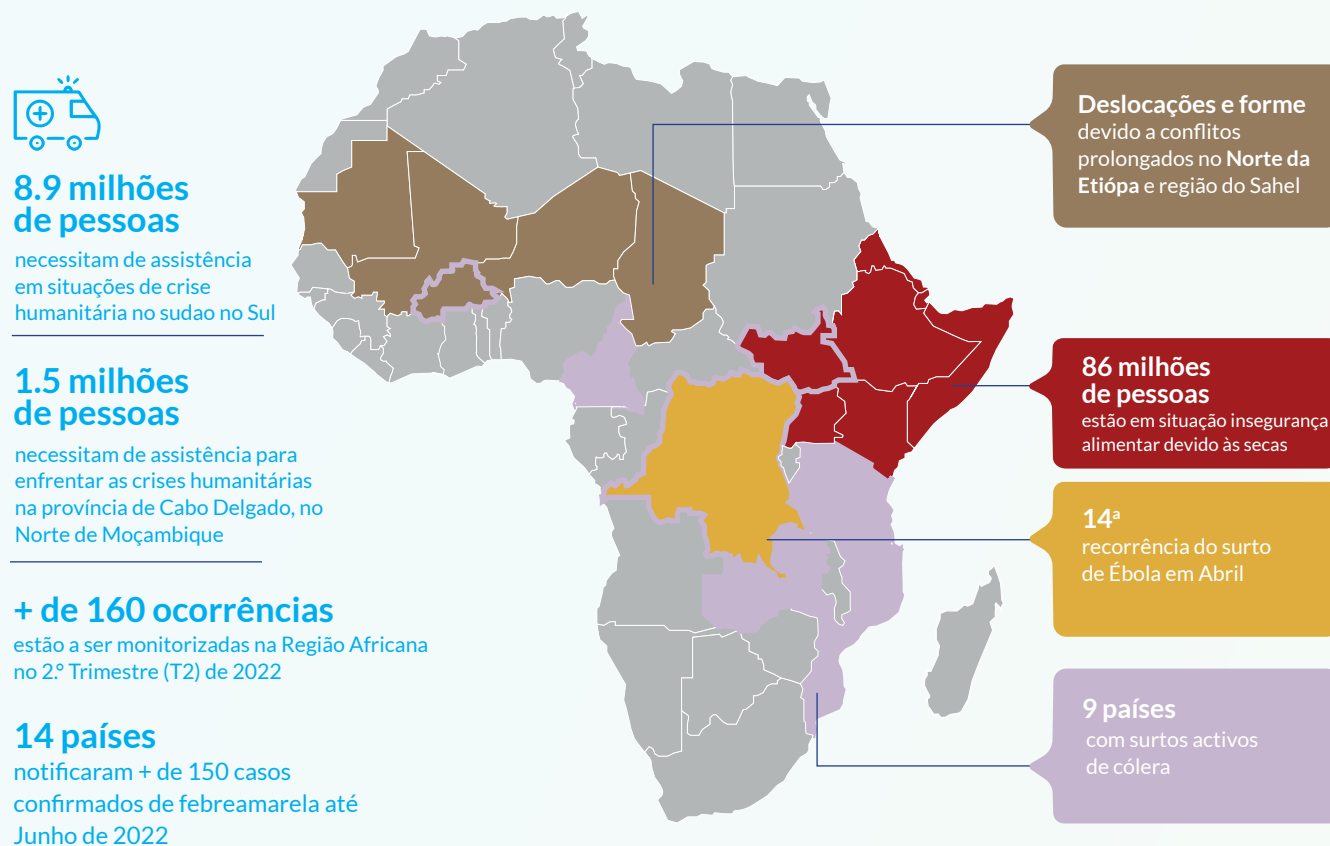 8.9 milhões
de pessoas
necessitam de assistência
em situações de crise
humanitária no sudao no Sul
1.5 milhões
de pessoas
necessitam de assistência para
enfrentar as crises humanitárias
na província de Cabo Delgado, no
Norte de Moçambique
+ de 160 ocorrências
estão a ser monitorizadas na Região Africana
no 2.º Trimestre (T2) de 2022
14 países
notificaram + de 150 casos
confirmados de febreamarela até
Junho de 2022
Deslocações e forme
devido a conflitos
prolongados no Norte da
Etiópa e região do Sahel
86 milhões
de pessoas
estão em situação insegurança
alimentar devido às secas
14ª
recorrência do surto
de Ébola em Abril
9 países
com surtos activos
de cólera